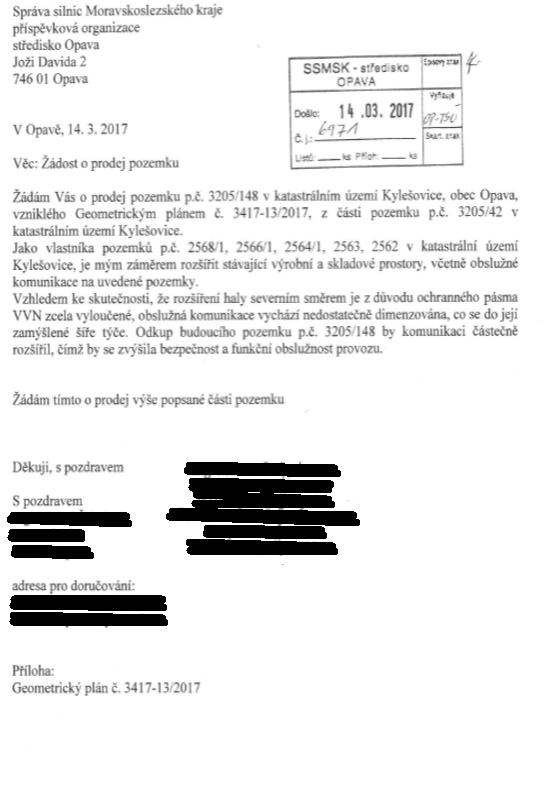 Správa silnic Moravskoslezského kraje
příspěvková organizace
středisko Opava
Joži Davida 2
746 01 Opava
SSMSK - středisko
OPAVA
Došlo: 14.03.2017
Č.j.: 6971
Listů: ks Příloh: ks
Vyřizuje
Skart. znak
V Opavě, 14. 3. 2017
Věc: Žádost o prodej pozemku
Žádám Vás o prodej pozemku p.č. 3205/148 v katastrálním území Kylešovice, obec Opava,
vzniklého Geometrickým plánem č. 3417-13/2017, z části pozemku p.č. 3205/42 v
katastrálním území Kylešovice.
Jako vlastníka pozemků p.č. 2568/1, 2566/1, 2564/1, 2563, 2562 v katastrální území
Kylešovice, je mým záměrem rozšířit stávající výrobní a skladové prostory, včetně obslužné
komunikace na uvedené pozemky.
Vzhledem ke skutečnosti, že rozšíření haly severním směrem je z důvodu ochranného pásma
VVN zcela vyloučené, obslužná komunikace vychází nedostatečně dimenzována, co se do její
zamýšlené šíře týče. Odkup budoucího pozemku p.č. 3205/148 by komunikaci částečně
rozšířil, čímž by se zvýšila bezpečnost a funkční obslužnost provozu.
Žádám tímto o prodej výše popsané části pozemku
Děkuji, s pozdravem
S pozdravem
adresa pro doručování:
Příloha:
Geometrický plán č. 3417-13/2017